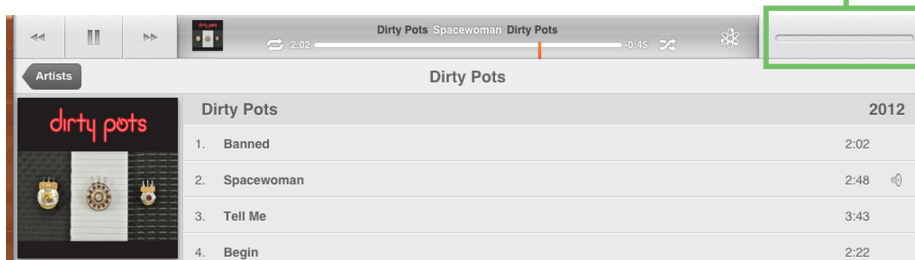 Dirty Pots Spacewoman Dirty Pots
2:02 -0:45
Artists
Dirty Pots
dirty pots
Dirty Pots 2012
1. Banned 2:02
2. Spacewoman 2:48
3. Tell Me 3:43
4. Begin 2:22